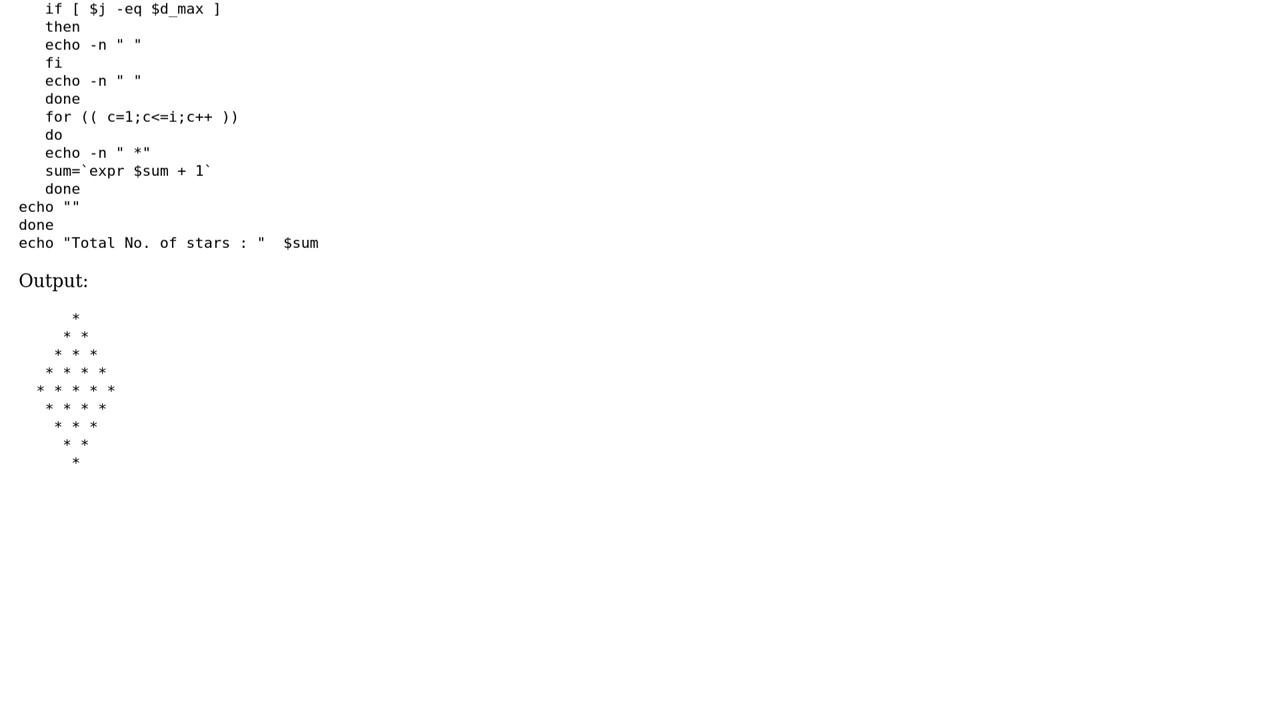 if [ $j -eq $d_max ]
   then
   echo -n " "
   fi
   echo -n " "
   done
   for (( c=1;c<=i;c++ ))
   do
   echo -n " *"
   sum=`expr $sum + 1`
   done
echo ""
done
echo "Total No. of stars : "  $sum
Output:
      *
     * *
    * * *
   * * * *
  * * * * *
   * * * *
    * * *
     * *
      *